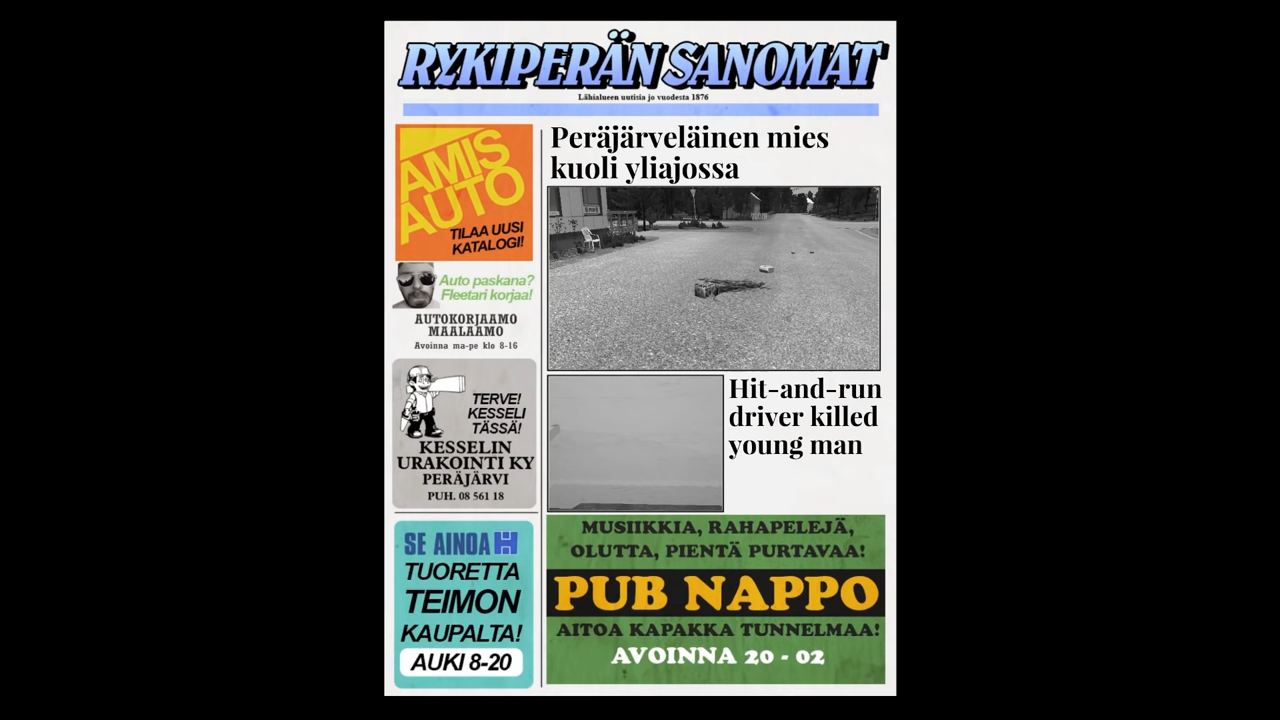 RYKIPERÄN SANOMAT
Lähialueen uutisia jo vuodesta 1876
AMIS
AUTO
TILAA UUSI
KATALOGI!
Auto paskana?
Fleetari korjaa!
AUTOKORJAAMO
MAALAAMO
Avoinna ma-pe klo 8-16
TERVE!
KESSELI
TÄSSÄ!
KESSELIN
URAKOINTI KY
PERÄJÄRVI
PUH. 08 561 18
SE AINOA H
TUORETTA
TEIMON
KAUPALTA!
AUKI 8-20
Peräjärveläinen mies
kuoli yliajossa
Hit-and-run
driver killed
young man
MUSIIKKIA, RAHAPELEJÄ,
OLUTTA, PIENTÄ PURTAVAA!
PUB NAPPO
AITOA KAPAKKA TUNNELMAA!
AVOINNA 20 - 02